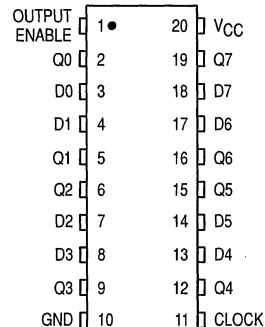 OUTPUT
ENABLE 1 20 VCC
Q0 2 19 Q7
D0 3 18 D7
D1 4 17 D6
Q1 5 16 Q6
Q2 6 15 Q5
D2 7 14 D5
D3 8 13 D4
Q3 9 12 Q4
GND 10 11 CLOCK